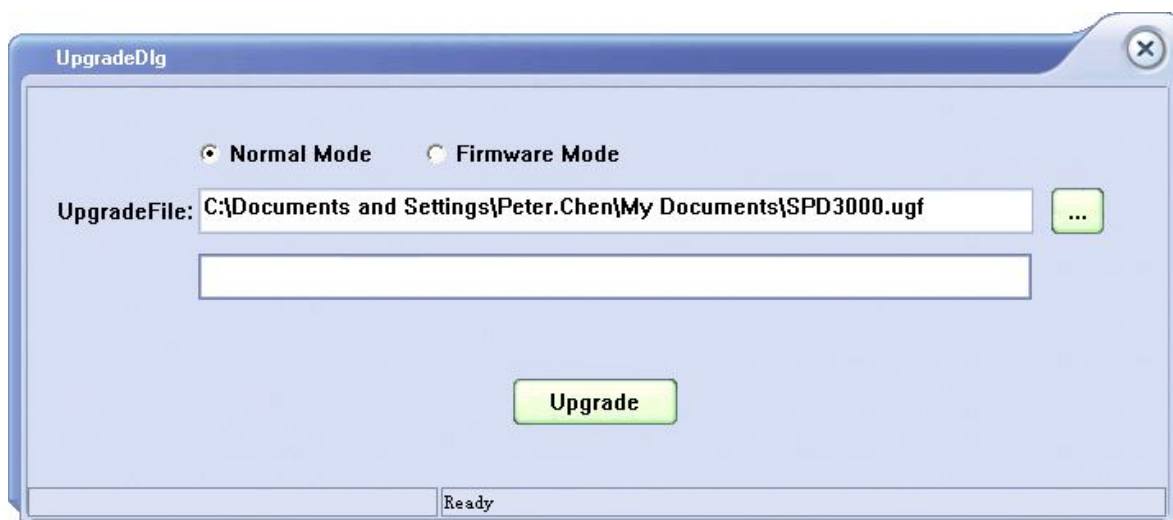 UpgradeDlg
Normal Mode Firmware Mode
UpgradeFile: C:\Documents and Settings\Peter.Chen\My Documents\SPD3000.ugf ...
Upgrade
Ready